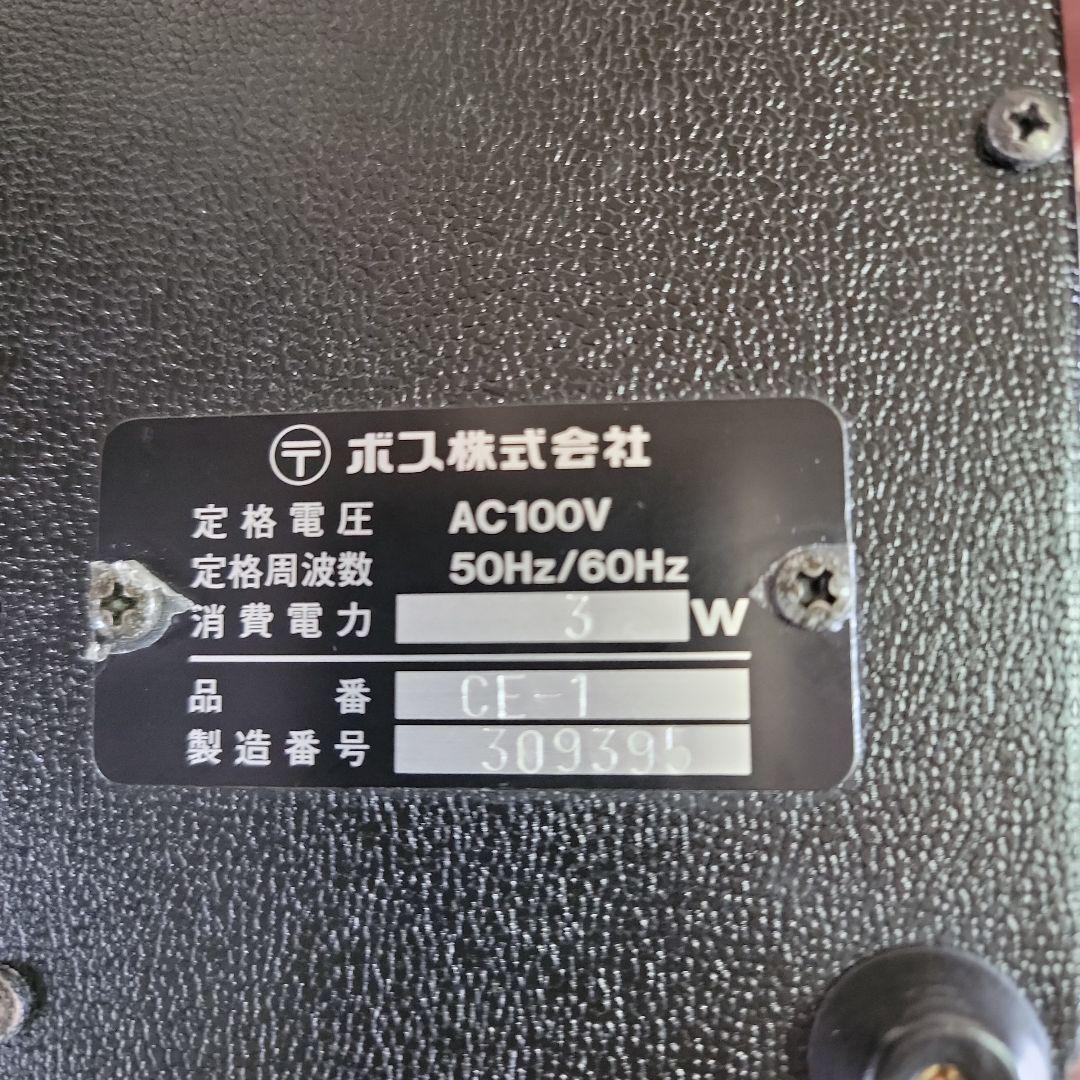 〶 ボス株式会社
定格電圧 AC100V
定格周波数 50Hz/60Hz
消費電力 3 W
品番 CE-1
製造番号 309395